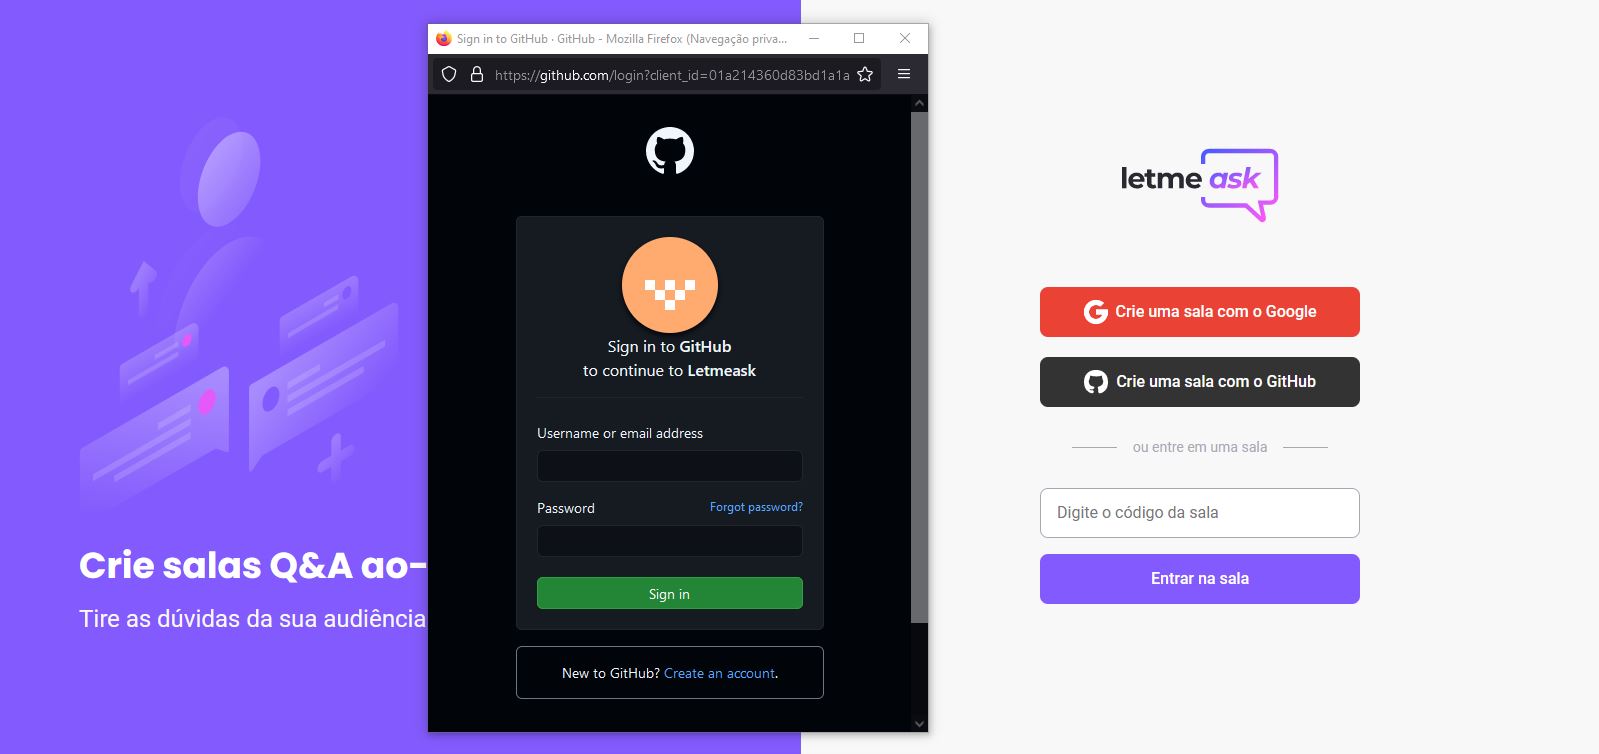 Sign in to GitHub · GitHub - Mozilla Firefox (Navegação priva...
https://github.com/login?client_id=01a214360d83bd1a1a
Sign in to GitHub
to continue to Letmeask
Username or email address
Password
Forgot password?
Sign in
New to GitHub? Create an account.
Crie salas Q&A ao-
Tire as dúvidas da sua audiência
letme ask
Crie uma sala com o Google
Crie uma sala com o GitHub
ou entre em uma sala
Digite o código da sala
Entrar na sala